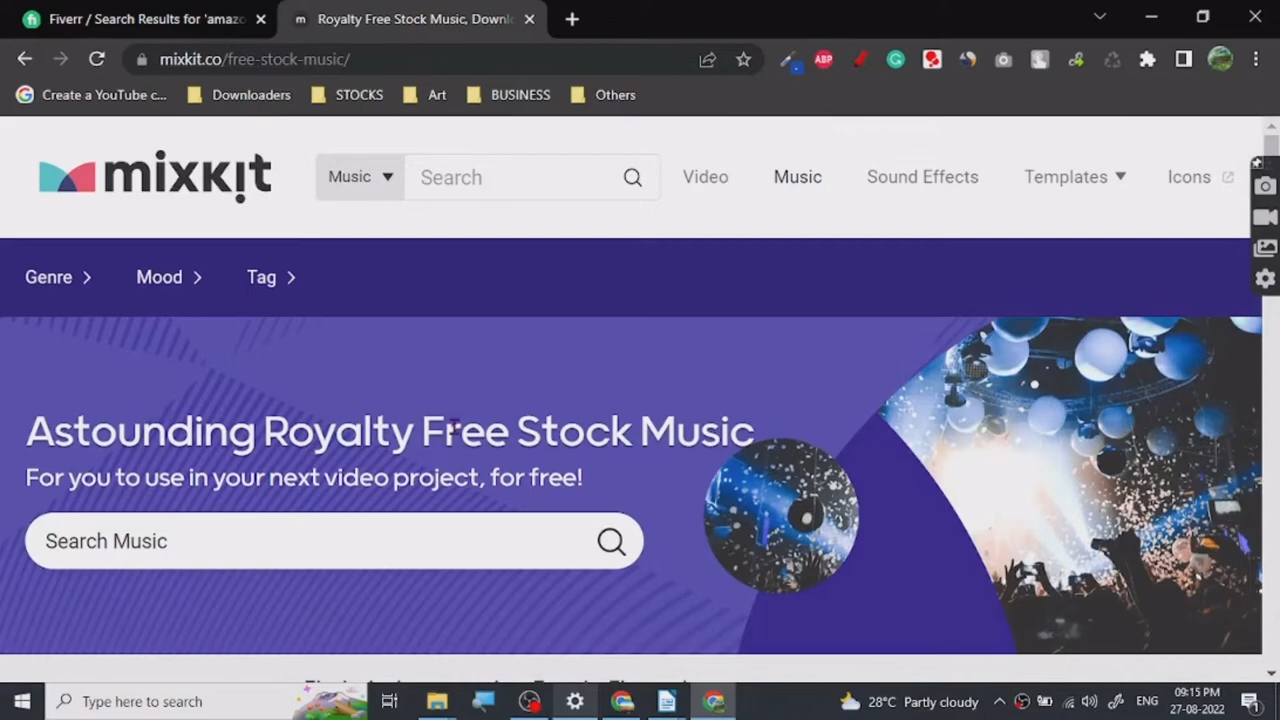 Fiverr / Search Results for 'amazo
Royalty Free Stock Music, Downl
mixkit.co/free-stock-music/
ABP
Create a YouTube c...
Downloaders
STOCKS
Art
BUSINESS
Others
mixkit
Music
Search
Video
Music
Sound Effects
Templates
Icons
Genre
Mood
Tag
Astounding Royalty Free Stock Music
For you to use in your next video project, for free!
Search Music
Type here to search
28°C Partly cloudy
ENG
09:15 PM
27-08-2022
1